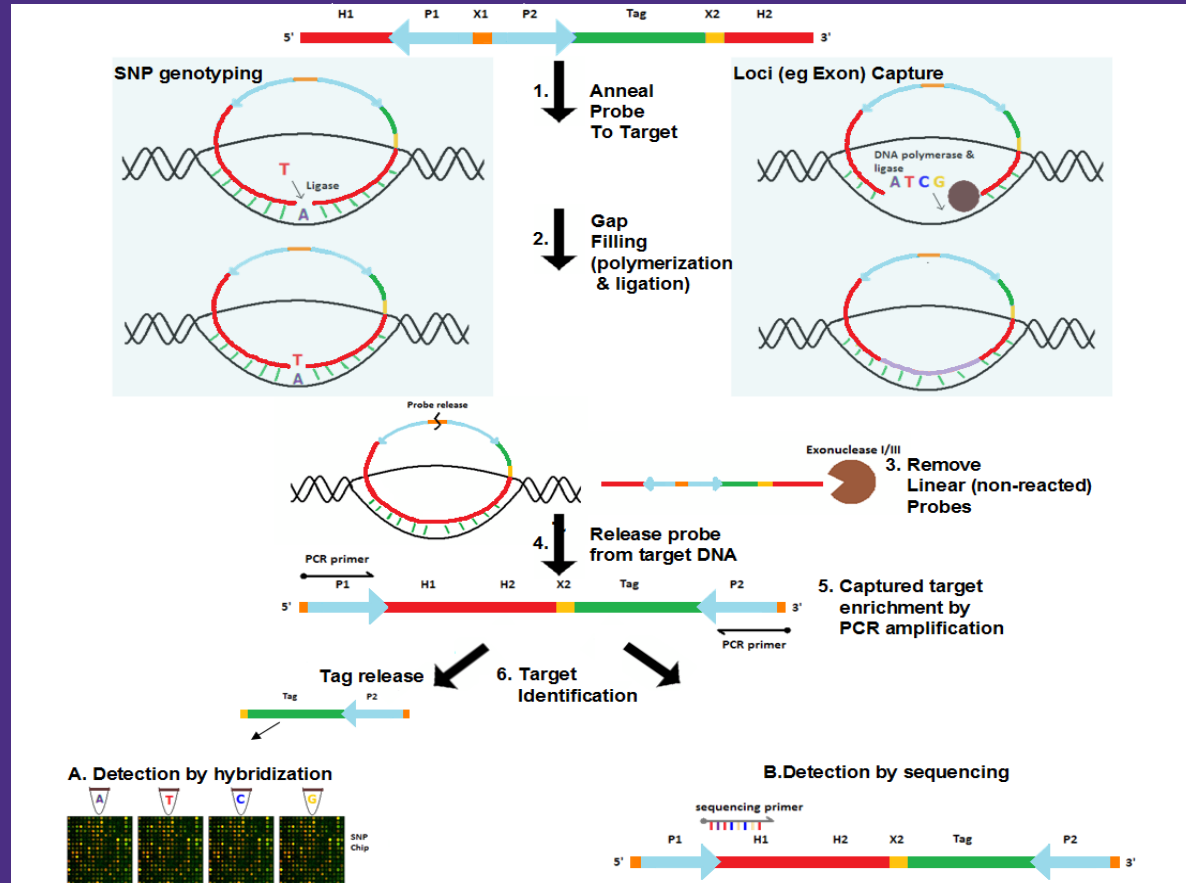 H1 P1 X1 P2 Tag X2 H2
5' 3'
SNP genotyping
T
Ligase
A
T
A
1. Anneal
Probe
To Target
2. Gap
Filling
(polymerization
& ligation)
Loci (eg Exon) Capture
DNA polymerase &
ligase
A T C G
Probe release
Exonuclease I/III
3. Remove
Linear (non-reacted)
Probes
4. Release probe
from target DNA
PCR primer
P1 H1 H2 X2 Tag P2
5' 3'
PCR primer
5. Captured target
enrichment by
PCR amplification
6. Target
Identification
Tag release
Tag P2
A. Detection by hybridization
A T C G
SNP
Chip
B.Detection by sequencing
sequencing primer
P1 H1 H2 X2 Tag P2
5' 3'